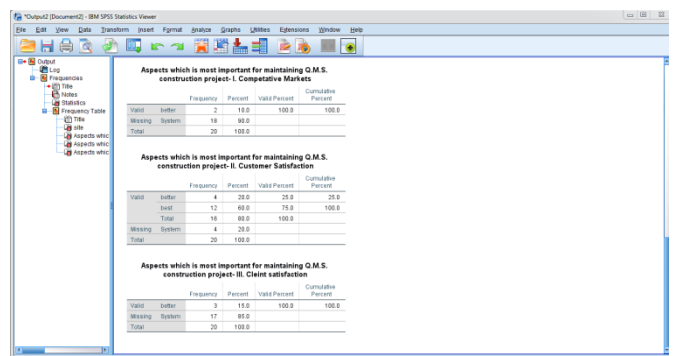 *Output2 [Document2] - IBM SPSS Statistics Viewer
File Edit View Data Transform Insert Format Analyze Graphs Utilities Extensions Window Help
Output
Log
Frequencies
Title
Notes
Statistics
Frequency Table
Title
site
Aspects whic
Aspects whic
Aspects whic
Aspects which is most important for maintaining Q.M.S.
construction project- I. Competative Markets
Frequency Percent Valid Percent Cumulative Percent
Valid better 2 10.0 100.0 100.0
Missing System 18 90.0
Total 20 100.0
Aspects which is most important for maintaining Q.M.S.
construction project- II. Customer Satisfaction
Frequency Percent Valid Percent Cumulative Percent
Valid better 4 20.0 25.0 25.0
best 12 60.0 75.0 100.0
Total 16 80.0 100.0
Missing System 4 20.0
Total 20 100.0
Aspects which is most important for maintaining Q.M.S.
construction project- III. Cleint satisfaction
Frequency Percent Valid Percent Cumulative Percent
Valid better 3 15.0 100.0 100.0
Missing System 17 85.0
Total 20 100.0